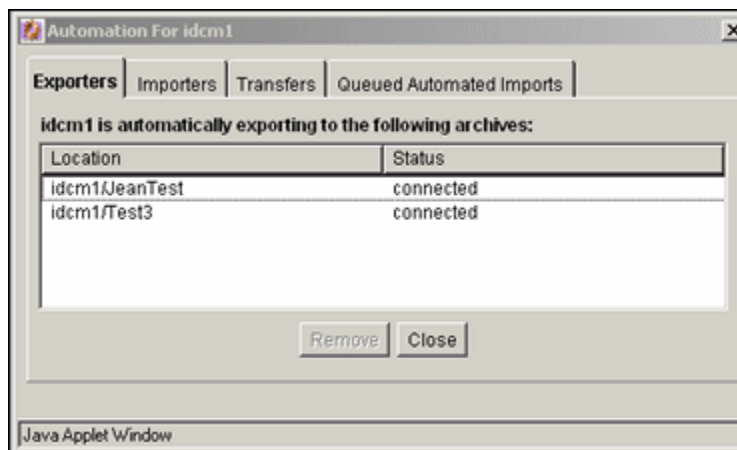 Automation For idcm1
Exporters Importers Transfers Queued Automated Imports
idcm1 is automatically exporting to the following archives:
Location Status
idcm1/JeanTest connected
idcm1/Test3 connected
Remove Close
Java Applet Window